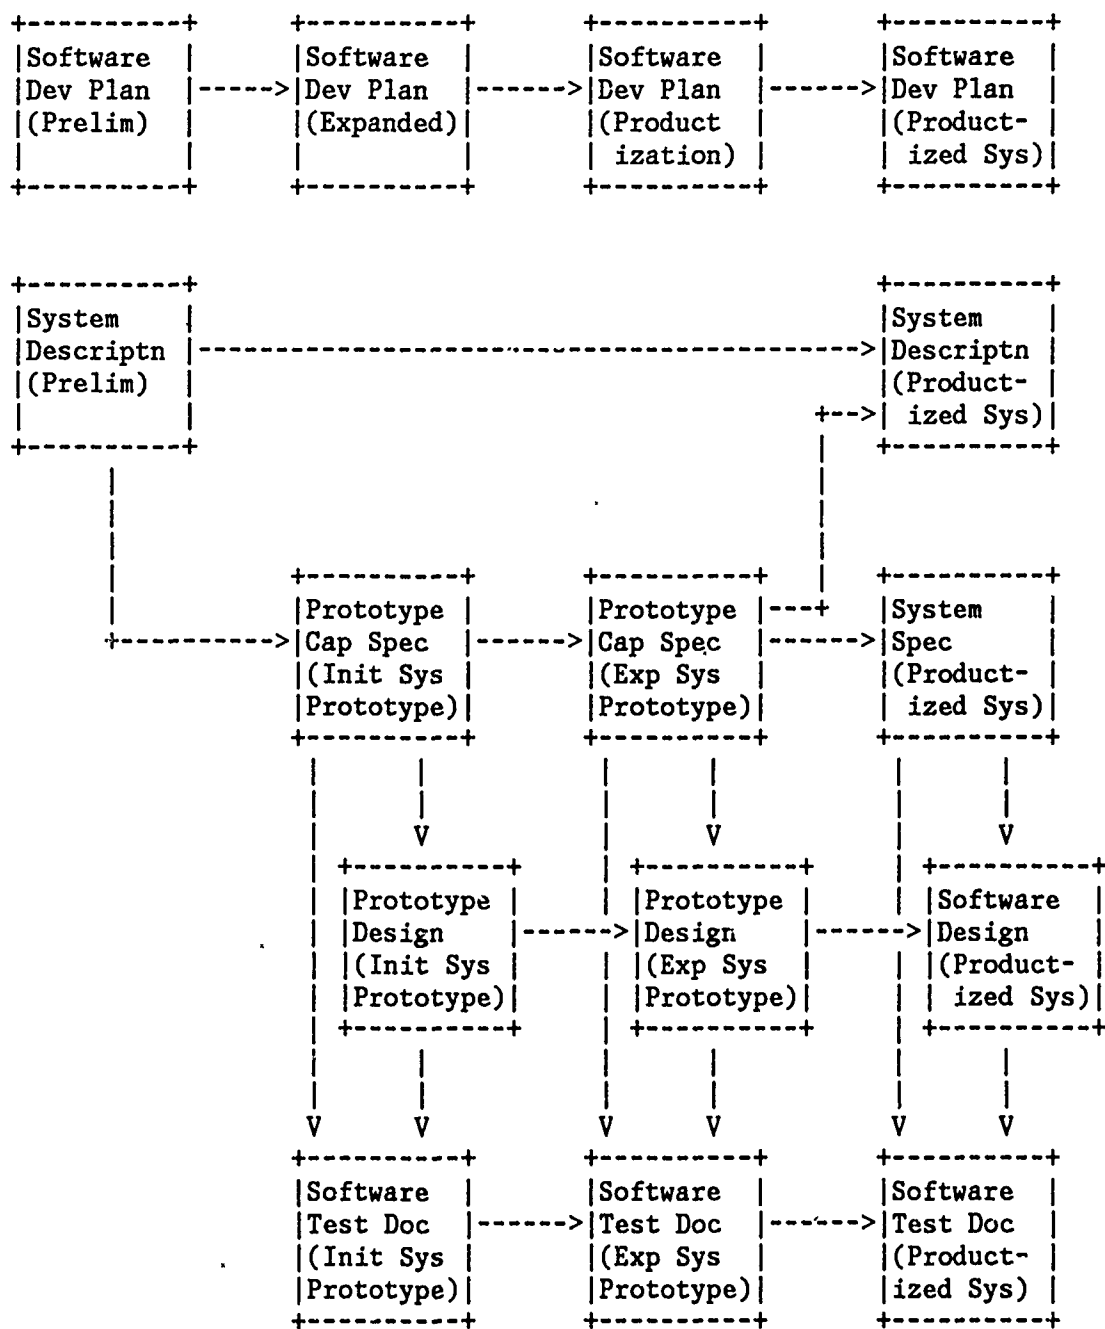 Software
Dev Plan
(Prelim)
Software
Dev Plan
(Expanded)
Software
Dev Plan
(Product
ization)
Software
Dev Plan
(Product-
ized Sys)
System
Descriptn
(Prelim)
System
Descriptn
(Product-
ized Sys)
Prototype
Cap Spec
(Init Sys
Prototype)
Prototype
Cap Spec
(Exp Sys
Prototype)
System
Spec
(Product-
ized Sys)
Prototype
Design
(Init Sys
Prototype)
Prototype
Design
(Exp Sys
Prototype)
Software
Design
(Product-
ized Sys)
Software
Test Doc
(Init Sys
Prototype)
Software
Test Doc
(Exp Sys
Prototype)
Software
Test Doc
(Product-
ized Sys)